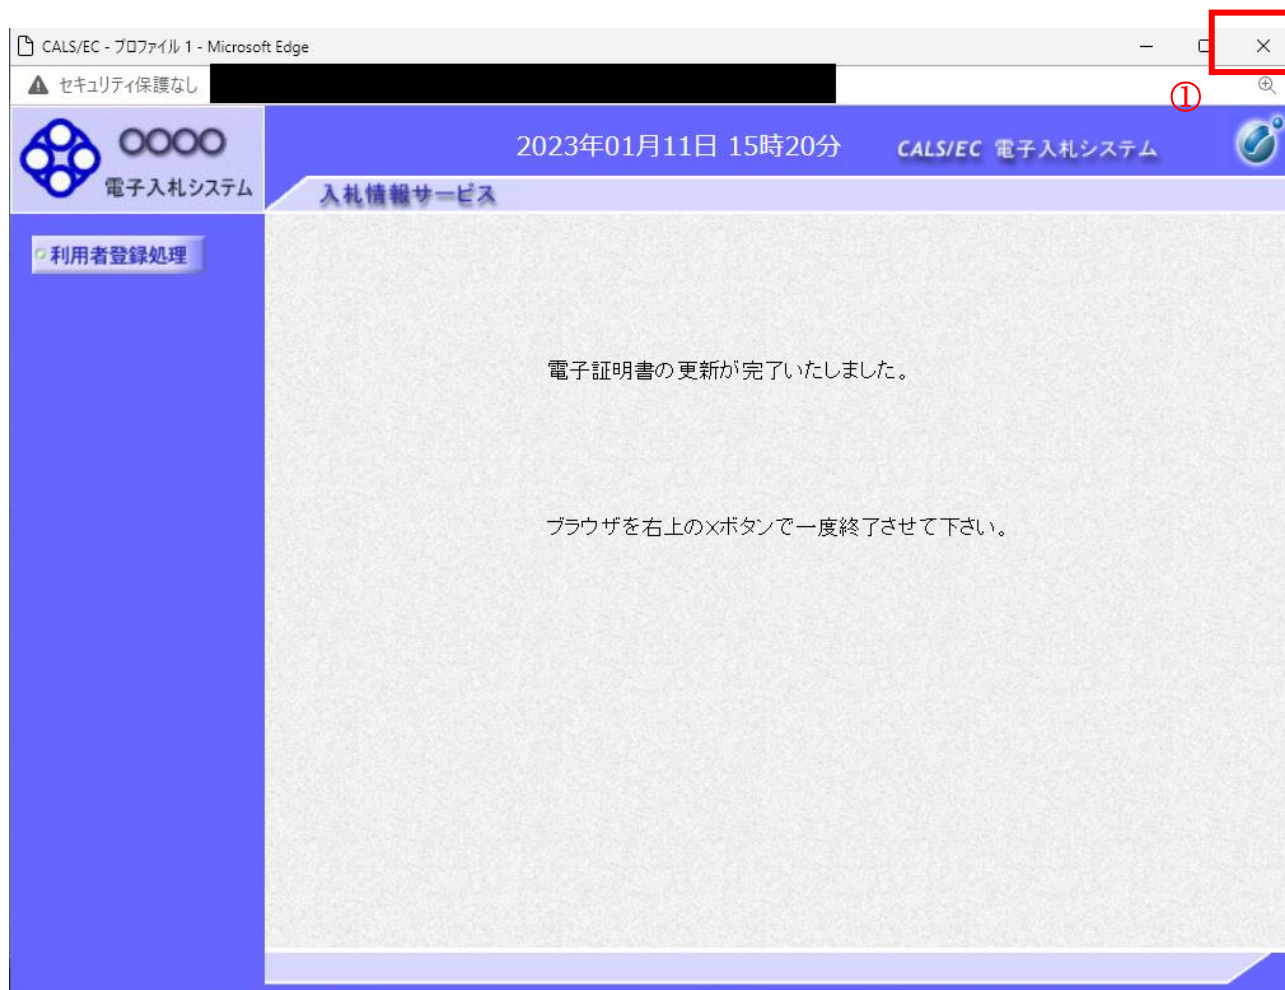 CALS/EC - プロファイル 1 - Microsoft Edge
セキュリティ保護なし
①
〇〇〇〇
電子入札システム
2023年01月11日 15時20分
CALS/EC 電子入札システム
入札情報サービス
利用者登録処理
電子証明書の更新が完了いたしました。
ブラウザを右上の×ボタンで一度終了させて下さい。